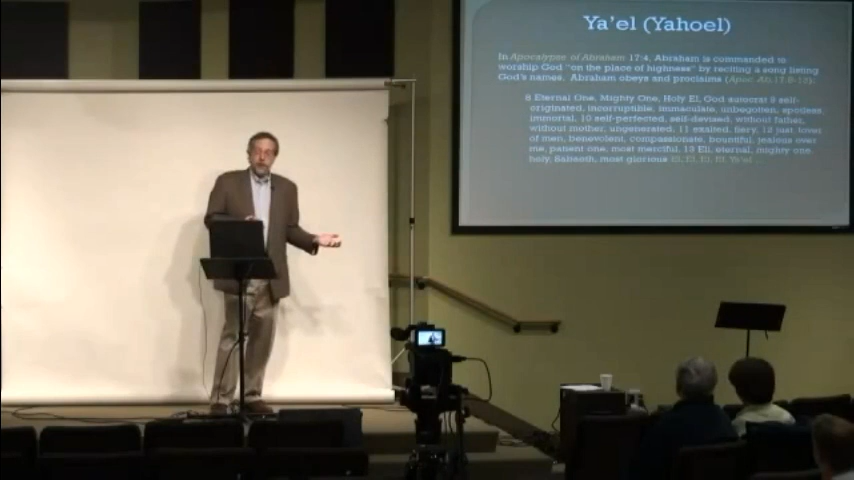 Ya'el (Yahoel)
In Apocalypse of Abraham 17:4, Abraham is commanded to
worship God "on the place of highness" by reciting a song listing
God's names. Abraham obeys and proclaims (Apoc. Ab. 17:8-13):
8 Eternal One, Mighty One, Holy El, God autocrat 9 self-
originated, incorruptible, immaculate, unbegotten, spotless,
immortal, 10 self-perfected, self-devised, without father,
without mother, ungenerated, 11 exalted, fiery, 12 just, lover
of men, benevolent, compassionate, bountiful, jealous over
me, patient one, most merciful. 13 Eli, eternal, mighty one,
holy, Sabaoth, most glorious El, El, El, El, Ya'el